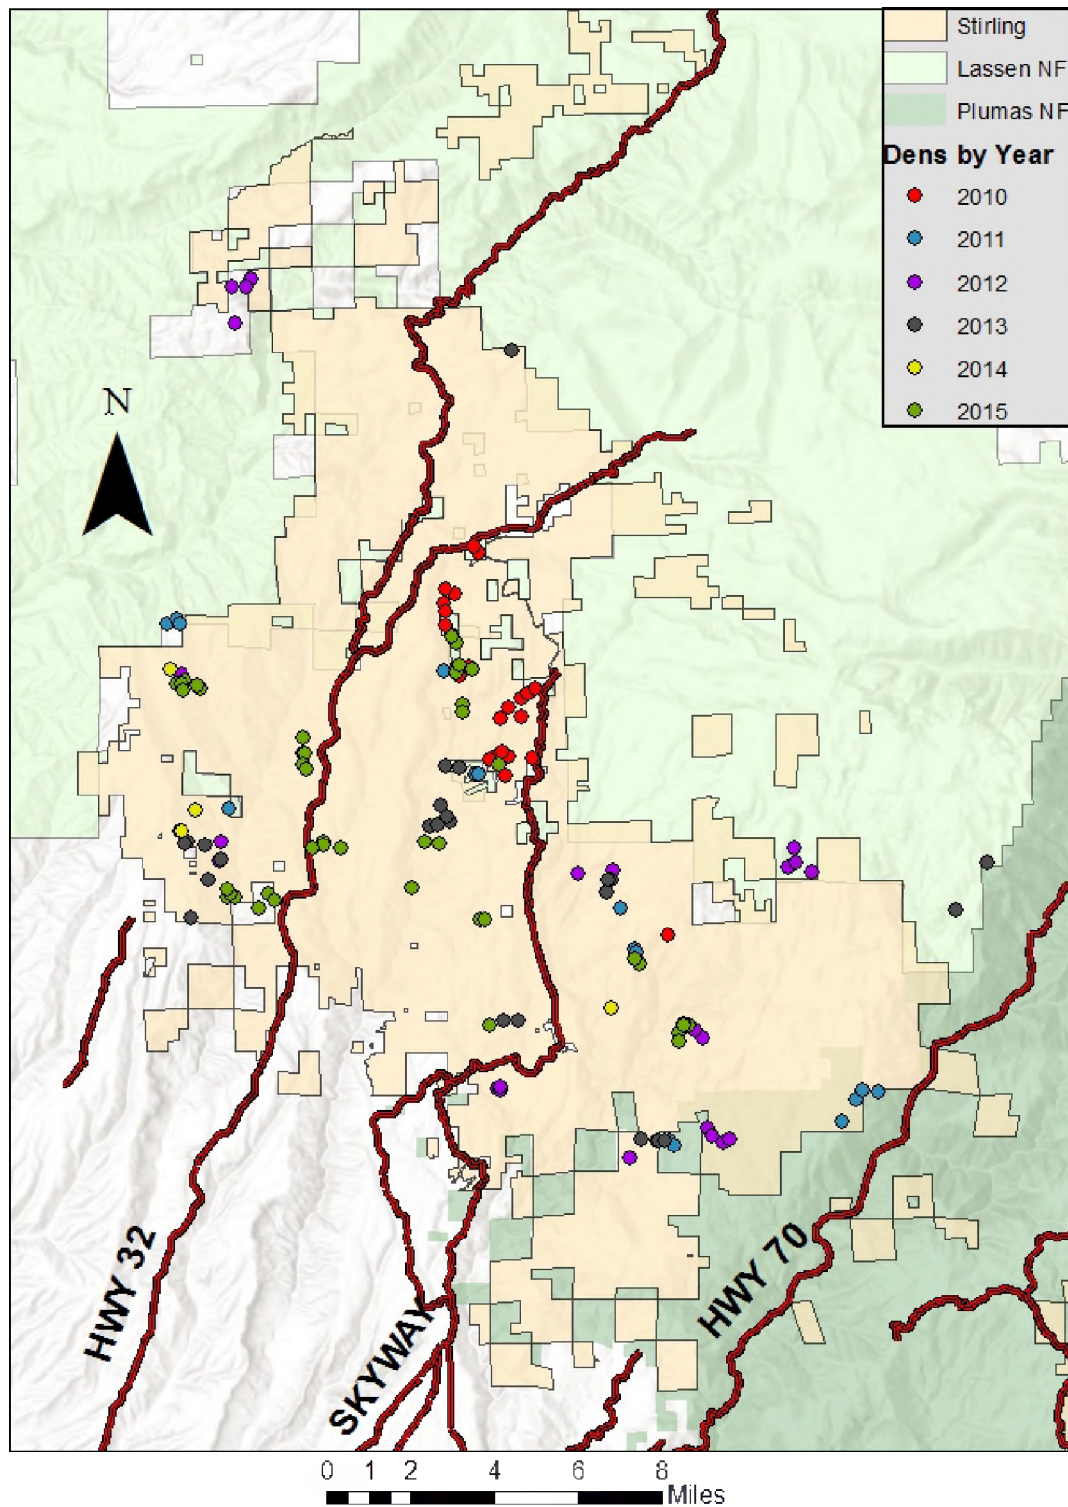 Stirling
Lassen NF
Plumas NF
Dens by Year
2010
2011
2012
2013
2014
2015
N
HWY 32
SKYWAY
HWY 70
0 1 2 4 6 8
Miles